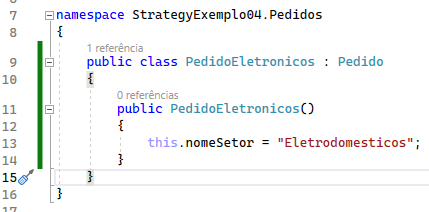 7 namespace StrategyExemplo04.Pedidos
8 {
1 referência
9 public class PedidoEletronicos : Pedido
10 {
0 referências
11 public PedidoEletronicos()
12 {
13 this.nomeSetor = "Eletrodomesticos";
14 }
15 }
16 }